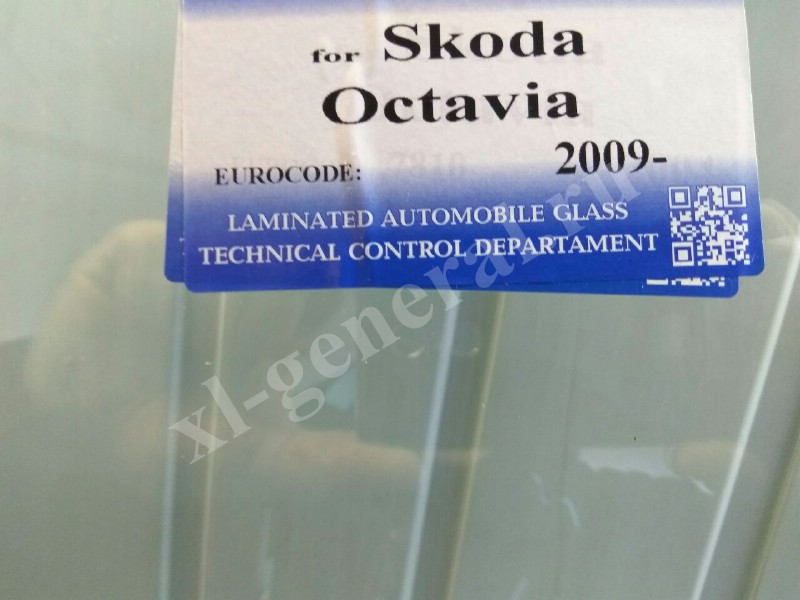 for Skoda
Octavia
2009-
EUROCODE:
LAMINATED AUTOMOBILE GLASS
TECHNICAL CONTROL DEPARTAMENT
xl-general.ru